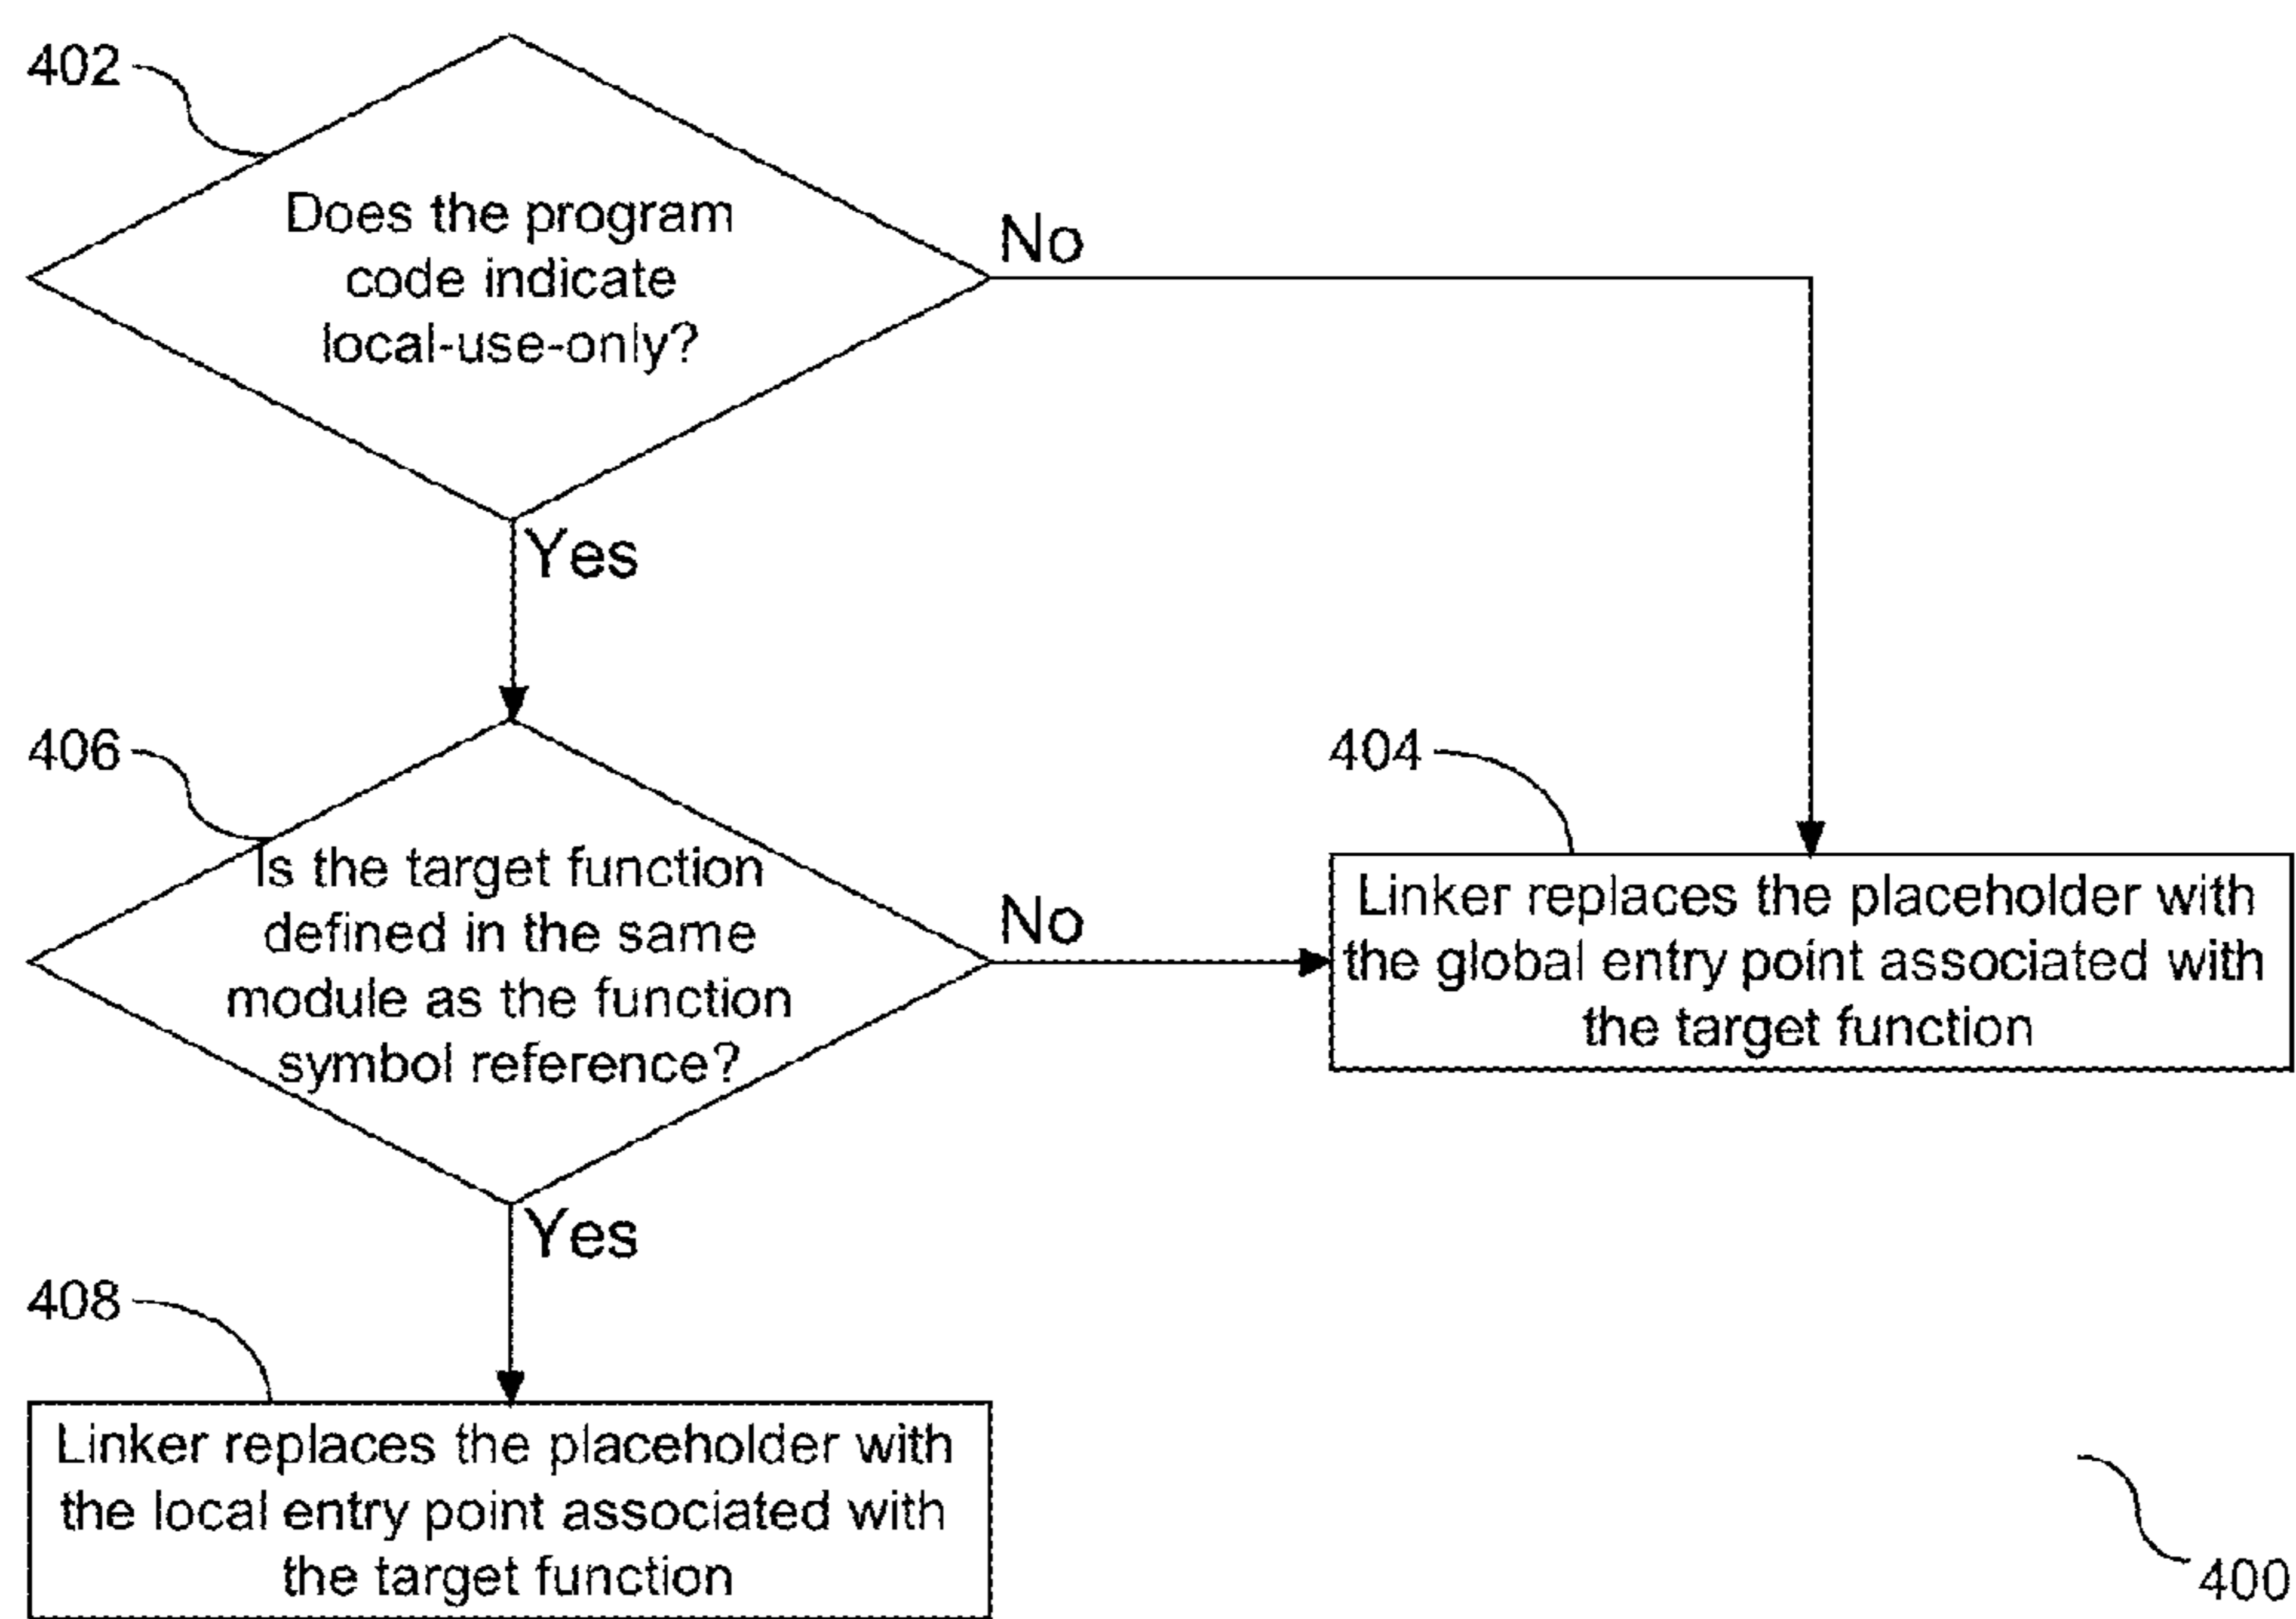 402
Does the program
code indicate
local-use-only?
No
Yes
406
Is the target function
defined in the same
module as the function
symbol reference?
No
404
Linker replaces the placeholder with
the global entry point associated with
the target function
Yes
408
Linker replaces the placeholder with
the local entry point associated with
the target function
400